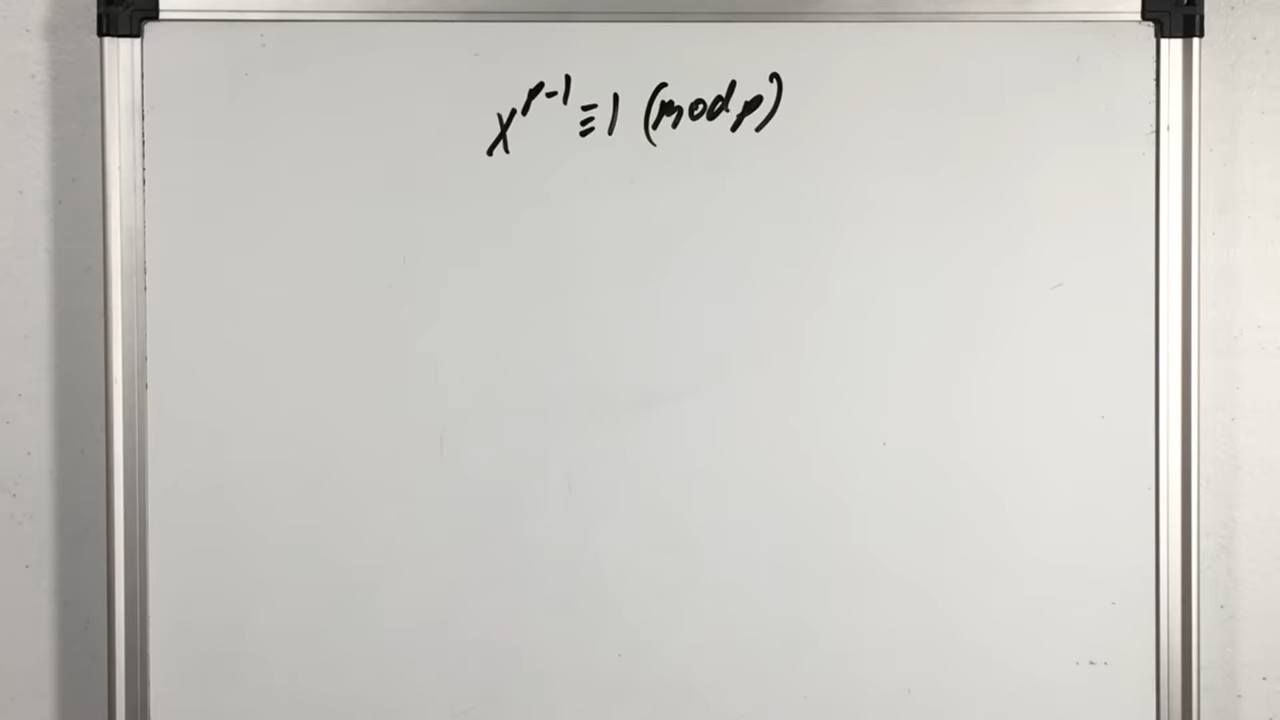 x^{p-1} ≡ 1 (mod p)